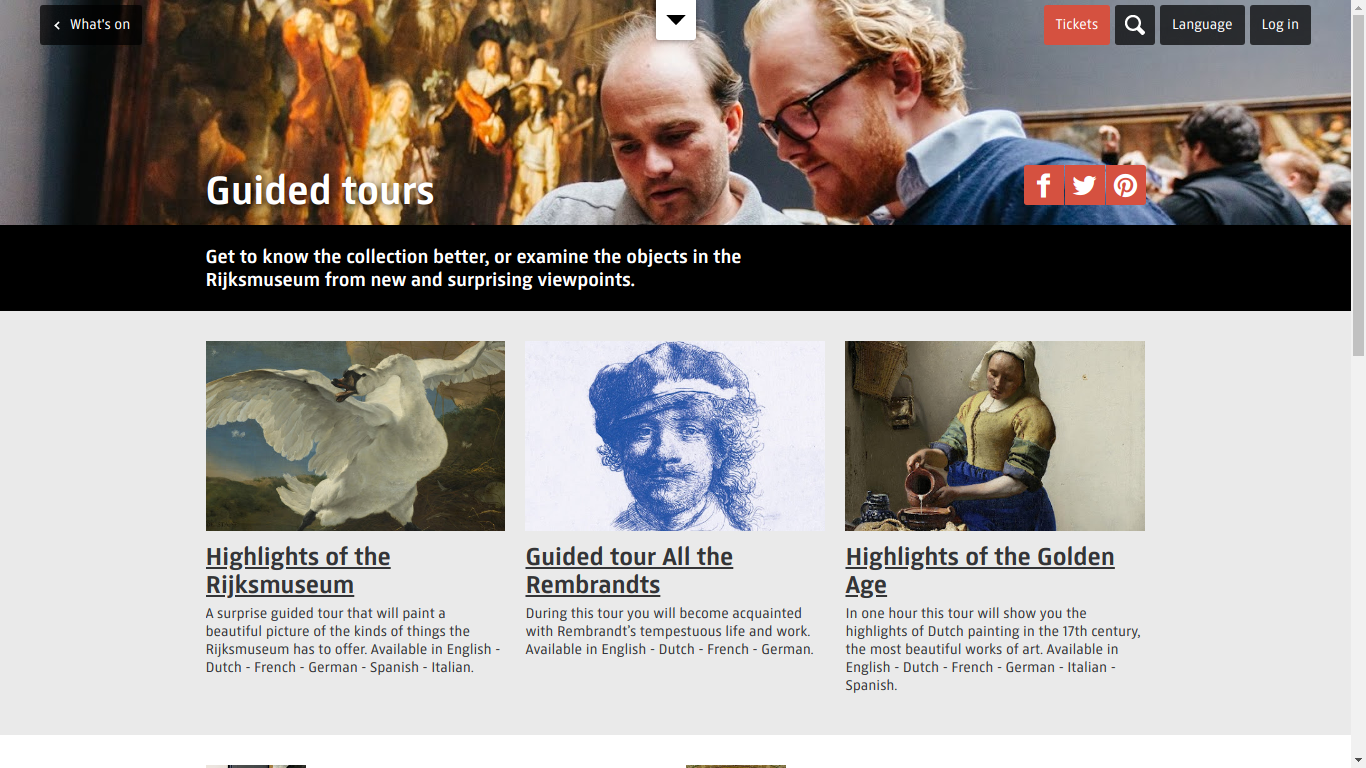 What's on
Tickets
Language
Log in
Guided tours
Get to know the collection better, or examine the objects in the
Rijksmuseum from new and surprising viewpoints.
Highlights of the
Rijksmuseum
A surprise guided tour that will paint a
beautiful picture of the kinds of things the
Rijksmuseum has to offer. Available in English -
Dutch - French - German - Spanish - Italian.
Guided tour All the
Rembrandts
During this tour you will become acquainted
with Rembrandt's tempestuous life and work.
Available in English - Dutch - French - German.
Highlights of the Golden
Age
In one hour this tour will show you the
highlights of Dutch painting in the 17th century,
the most beautiful works of art. Available in
English - Dutch - French - German - Italian -
Spanish.